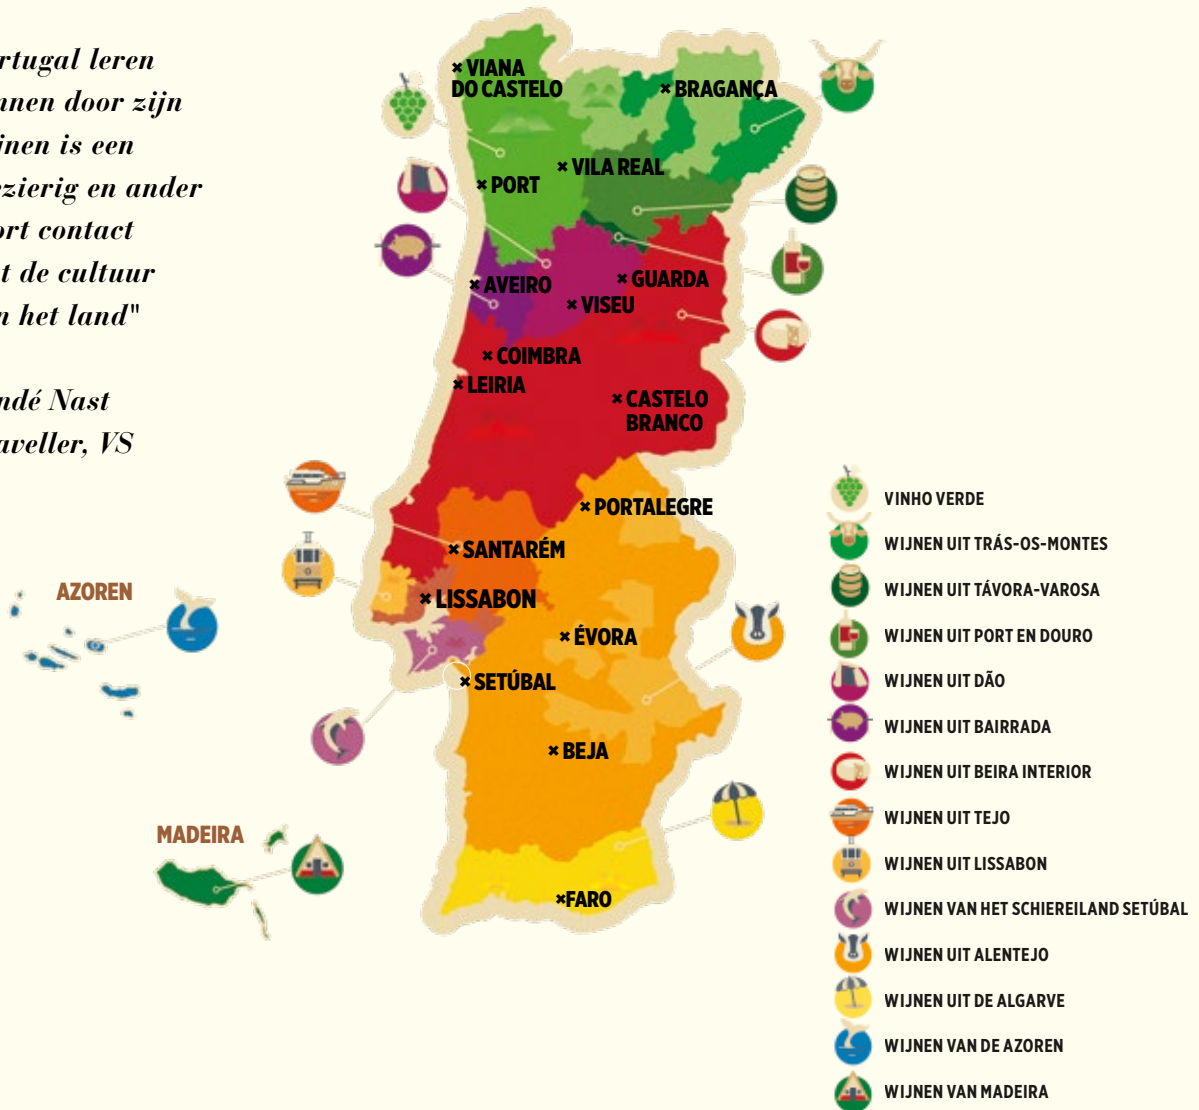 rtugal leren
nnen door zijn
ijnen is een
zierig en ander
ort contact
t de cultuur
n het land"
ndé Nast
aveller, VS
VIANA
DO CASTELO
BRAGANÇA
VILA REAL
PORT
AVEIRO
GUARDA
VISEU
COIMBRA
LEIRIA
CASTELO
BRANCO
PORTALEGRE
SANTARÉM
LISSABON
ÉVORA
SETÚBAL
BEJA
FARO
AZOREN
MADEIRA
VINHO VERDE
WIJNEN UIT TRÁS-OS-MONTES
WIJNEN UIT TÁVORA-VAROSA
WIJNEN UIT PORT EN DOURO
WIJNEN UIT DÃO
WIJNEN UIT BAIRRADA
WIJNEN UIT BEIRA INTERIOR
WIJNEN UIT TEJO
WIJNEN UIT LISSABON
WIJNEN VAN HET SCHIEREILAND SETÚBAL
WIJNEN UIT ALENTEJO
WIJNEN UIT DE ALGARVE
WIJNEN VAN DE AZOREN
WIJNEN VAN MADEIRA